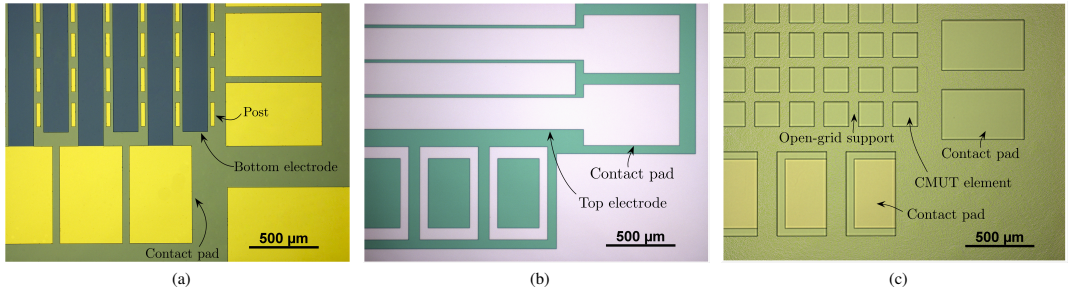 Post
Bottom electrode
Contact pad
500 µm
(a)
Contact pad
Top electrode
500 µm
(b)
Open-grid support
Contact pad
CMUT element
Contact pad
500 µm
(c)